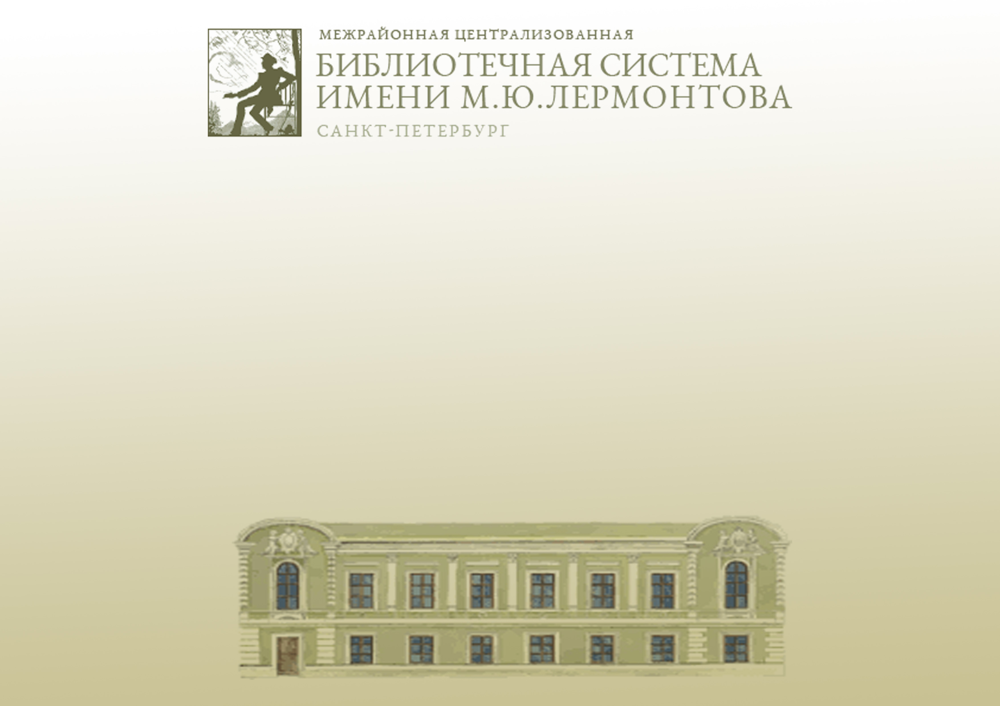 МЕЖРАЙОННАЯ ЦЕНТРАЛИЗОВАННАЯ
БИБЛИОТЕЧНАЯ СИСТЕМА
ИМЕНИ М.Ю.ЛЕРМОНТОВА
САНКТ-ПЕТЕРБУРГ